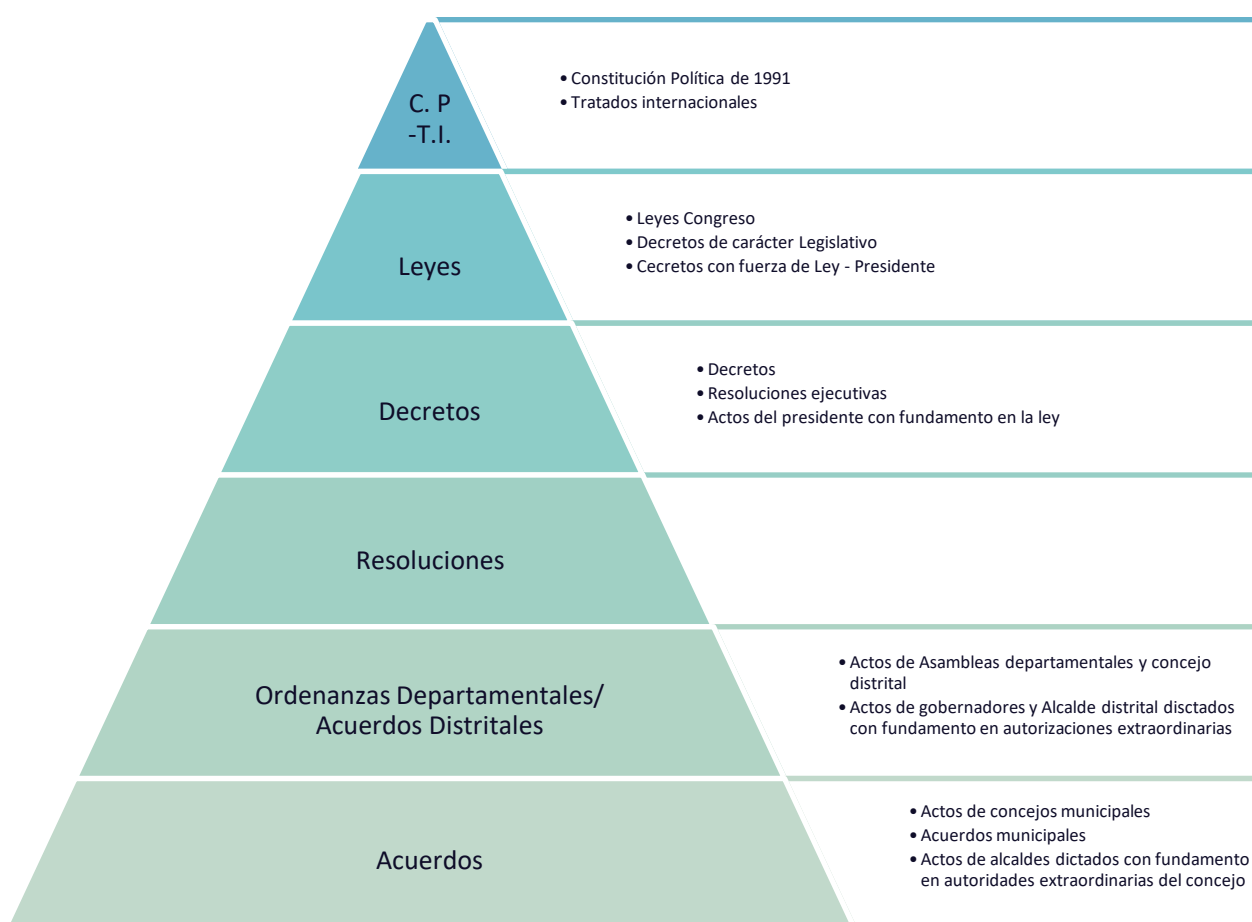 C. P
-T.I.
• Constitución Política de 1991
• Tratados internacionales
Leyes
• Leyes Congreso
• Decretos de carácter Legislativo
• Cecretos con fuerza de Ley - Presidente
Decretos
• Decretos
• Resoluciones ejecutivas
• Actos del presidente con fundamento en la ley
Resoluciones
Ordenanzas Departamentales/
Acuerdos Distritales
• Actos de Asambleas departamentales y concejo
distrital
• Actos de gobernadores y Alcalde distrital disctados
con fundamento en autorizaciones extraordinarias
Acuerdos
• Actos de concejos municipales
• Acuerdos municipales
• Actos de alcaldes dictados con fundamento
en autoridades extraordinarias del concejo